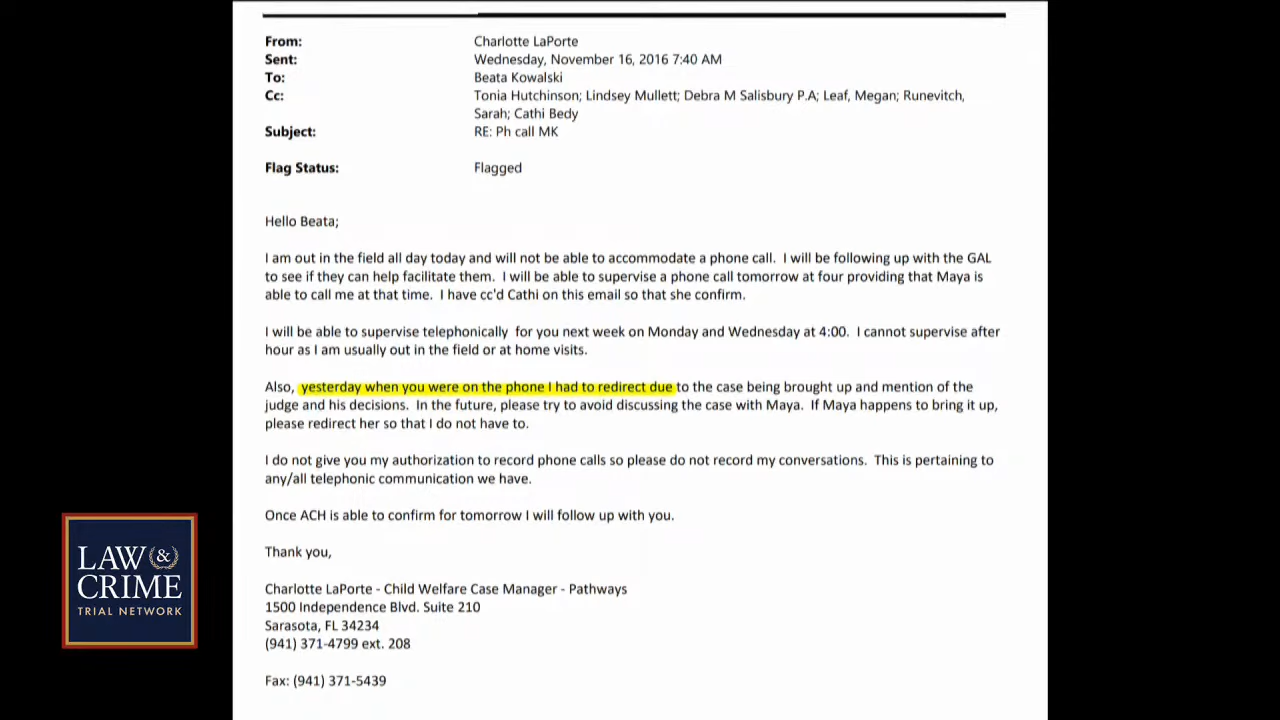 From: Charlotte LaPorte
Sent: Wednesday, November 16, 2016 7:40 AM
To: Beata Kowalski
Cc: Tonia Hutchinson; Lindsey Mullett; Debra M Salisbury P.A; Leaf, Megan; Runevitch,
Sarah; Cathi Bedy
Subject: RE: Ph call MK
Flag Status: Flagged
Hello Beata;
I am out in the field all day today and will not be able to accommodate a phone call.  I will be following up with the GAL
to see if they can help facilitate them.  I will be able to supervise a phone call tomorrow at four providing that Maya is
able to call me at that time.  I have cc'd Cathi on this email so that she confirm.
I will be able to supervise telephonically  for you next week on Monday and Wednesday at 4:00.  I cannot supervise after
hour as I am usually out in the field or at home visits.
Also, yesterday when you were on the phone I had to redirect due to the case being brought up and mention of the
judge and his decisions.  In the future, please try to avoid discussing the case with Maya.  If Maya happens to bring it up,
please redirect her so that I do not have to.
I do not give you my authorization to record phone calls so please do not record my conversations.  This is pertaining to
any/all telephonic communication we have.
Once ACH is able to confirm for tomorrow I will follow up with you.
Thank you,
Charlotte LaPorte - Child Welfare Case Manager - Pathways
1500 Independence Blvd. Suite 210
Sarasota, FL 34234
(941) 371-4799 ext. 208
Fax: (941) 371-5439
LAW &
CRIME
TRIAL NETWORK